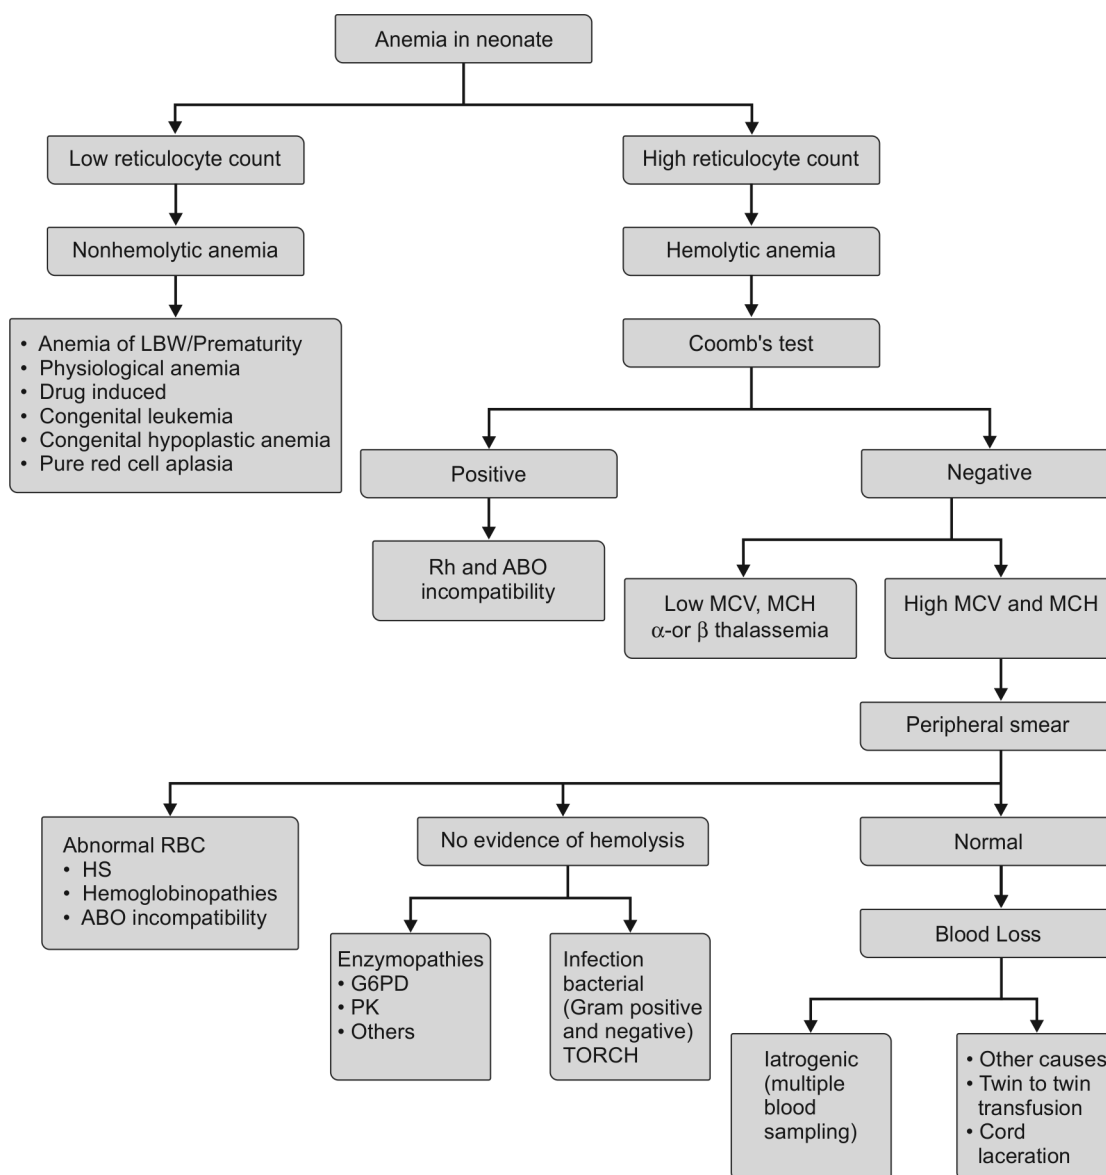 Anemia in neonate
Low reticulocyte count
High reticulocyte count
Nonhemolytic anemia
Hemolytic anemia
• Anemia of LBW/Prematurity
• Physiological anemia
• Drug induced
• Congenital leukemia
• Congenital hypoplastic anemia
• Pure red cell aplasia
Coomb's test
Positive
Negative
Rh and ABO
incompatibility
Low MCV, MCH
α-or β thalassemia
High MCV and MCH
Peripheral smear
Abnormal RBC
• HS
• Hemoglobinopathies
• ABO incompatibility
No evidence of hemolysis
Normal
Enzymopathies
• G6PD
• PK
• Others
Infection
bacterial
(Gram positive
and negative)
TORCH
Blood Loss
Iatrogenic
(multiple
blood
sampling)
• Other causes
• Twin to twin
transfusion
• Cord
laceration